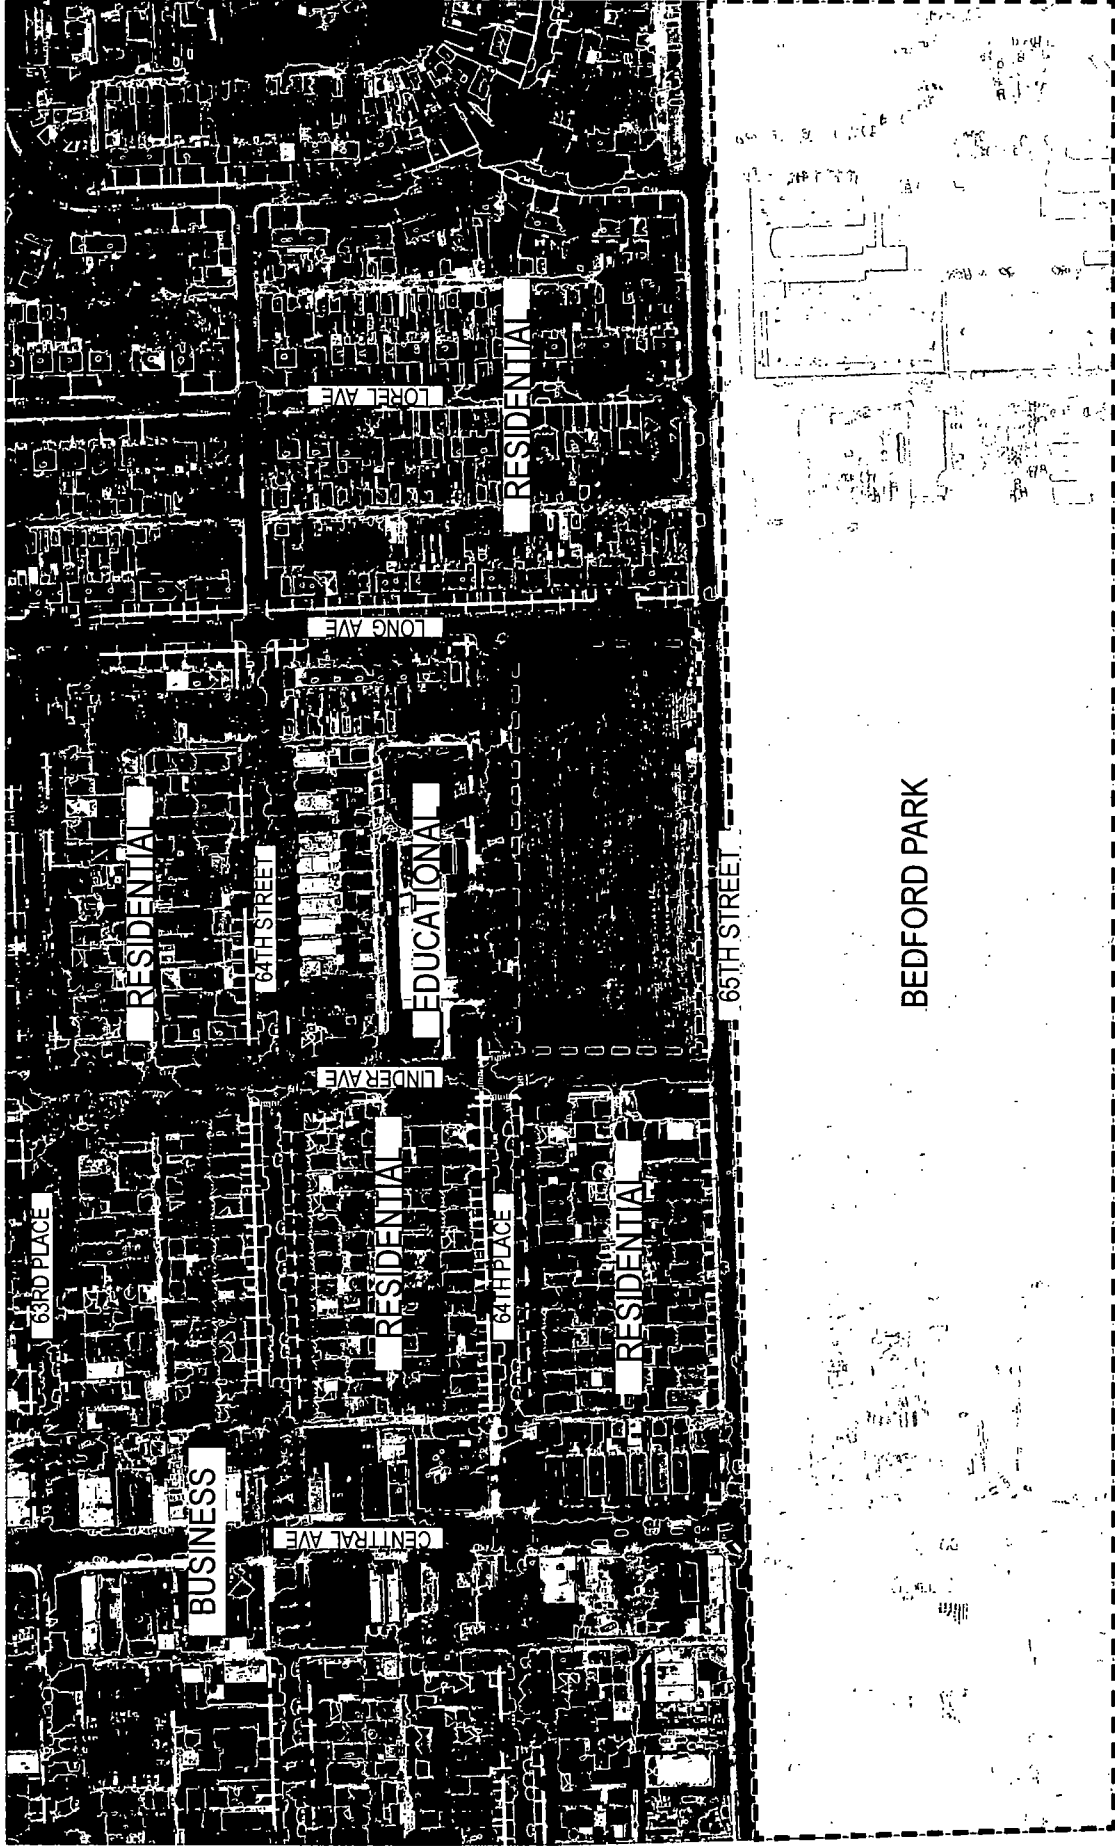 63RD PLACE
BUSINESS
RESIDENTIAL
64TH STREET
CENTTRAL AVE
LINDER AVE
LONG AVE
LOREL AVE
RESIDENTIAL
EDUCATIONAL
64TH PLACE
RESIDENTIAL
RESIDENTIAL
65TH STREET
BEDFORD PARK